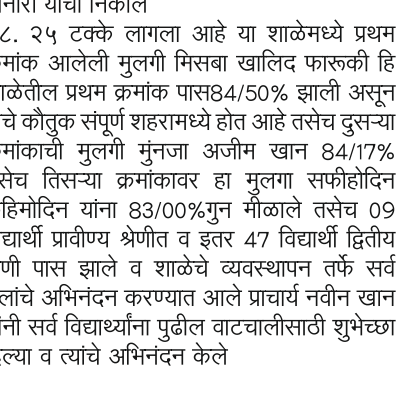 यांचा निकाल
८. २५ टक्के लागला आहे या शाळेमध्ये प्रथम
मांक आलेली मुलगी मिसबा खालिद फारूकी हि
ाळेतील प्रथम क्रमांक पास84/50% झाली असून
चे कौतुक संपूर्ण शहरामध्ये होत आहे तसेच दुसऱ्या
मांकाची मुलगी मुंनजा अजीम खान 84/17%
सेच तिसऱ्या क्रमांकावर हा मुलगा सफीहोदिन
हिमोदिन यांना 83/00%गुन मीळाले तसेच 09
द्यार्थी प्रावीण्य श्रेणीत व इतर 47 विद्यार्थी द्वितीय
णी पास झाले व शाळेचे व्यवस्थापन तर्फे सर्व
लांचे अभिनंदन करण्यात आले प्राचार्य नवीन खान
ंनी सर्व विद्यार्थ्यांना पुढील वाटचालीसाठी शुभेच्छा
ल्या व त्यांचे अभिनंदन केले